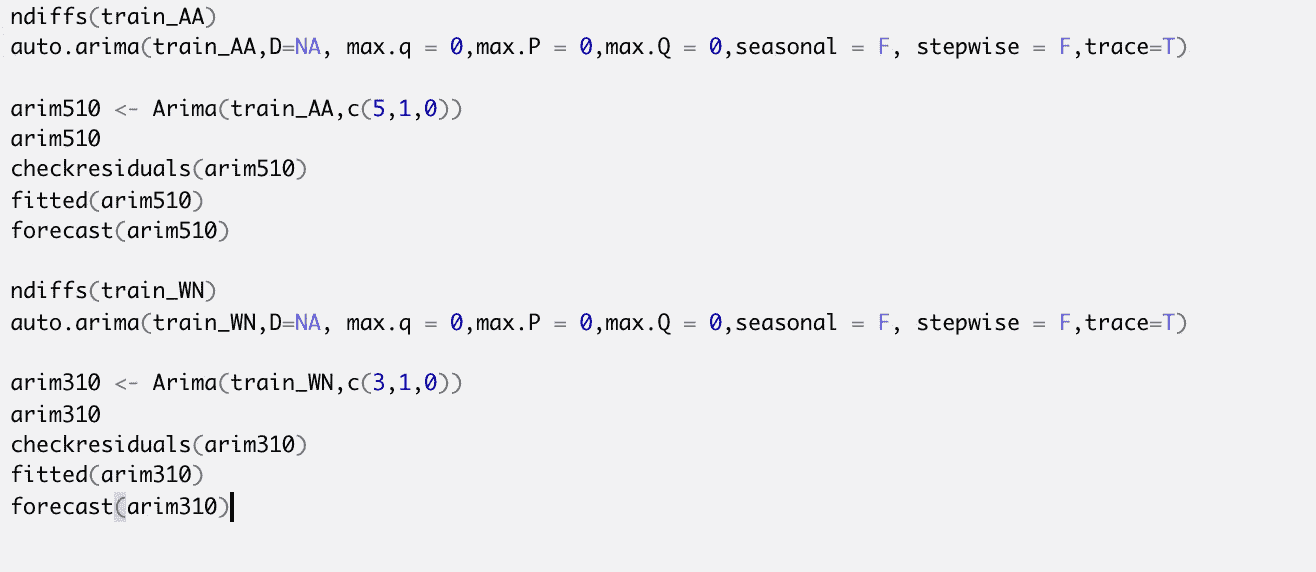 ndiffs(train_AA)
auto.arima(train_AA,D=NA, max.q = 0,max.P = 0,max.Q = 0,seasonal = F, stepwise = F,trace=T)
arim510 <- Arima(train_AA,c(5,1,0))
arim510
checkresiduals(arim510)
fitted(arim510)
forecast(arim510)
ndiffs(train_WN)
auto.arima(train_WN,D=NA, max.q = 0,max.P = 0,max.Q = 0,seasonal = F, stepwise = F,trace=T)
arim310 <- Arima(train_WN,c(3,1,0))
arim310
checkresiduals(arim310)
fitted(arim310)
forecast(arim310)